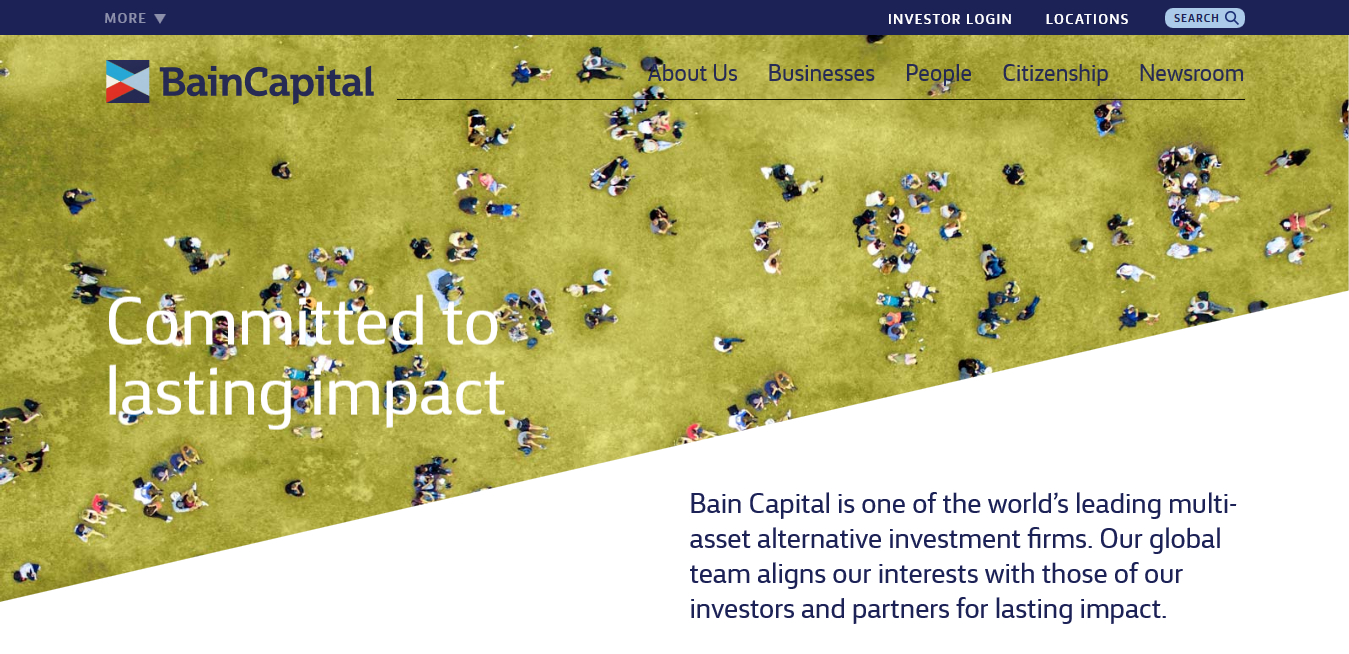 MORE
INVESTOR LOGIN
LOCATIONS
SEARCH
BainCapital
About Us
Businesses
People
Citizenship
Newsroom
Committed to
lasting impact
Bain Capital is one of the world’s leading multi-
asset alternative investment firms. Our global
team aligns our interests with those of our
investors and partners for lasting impact.